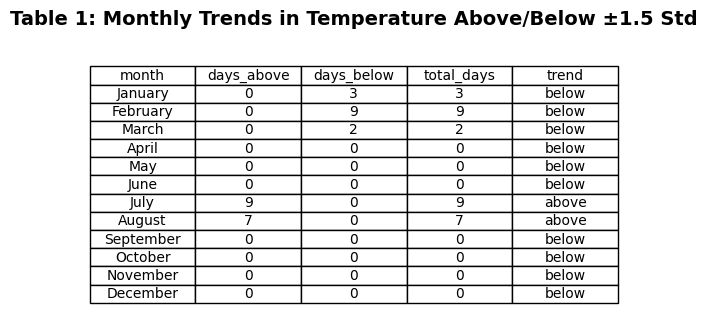 Table 1: Monthly Trends in Temperature Above/Below ±1.5 Std
month days_above days_below total_days trend
January 0 3 3 below
February 0 9 9 below
March 0 2 2 below
April 0 0 0 below
May 0 0 0 below
June 0 0 0 below
July 9 0 9 above
August 7 0 7 above
September 0 0 0 below
October 0 0 0 below
November 0 0 0 below
December 0 0 0 below